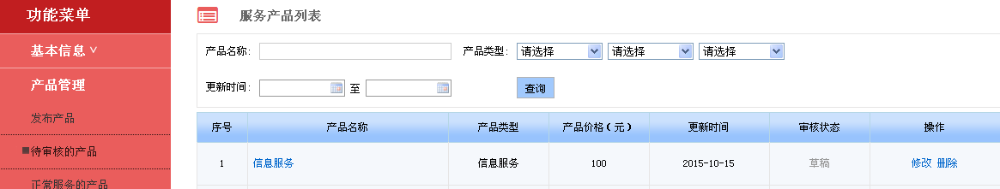 功能菜单
基本信息
产品管理
发布产品
待审核的产品
正常服务的产品
服务产品列表
产品名称: 产品类型: 请选择 请选择 请选择
更新时间: 至 查询
序号 产品名称 产品类型 产品价格（元） 更新时间 审核状态 操作
1 信息服务 信息服务 100 2015-10-15 草稿 修改 删除